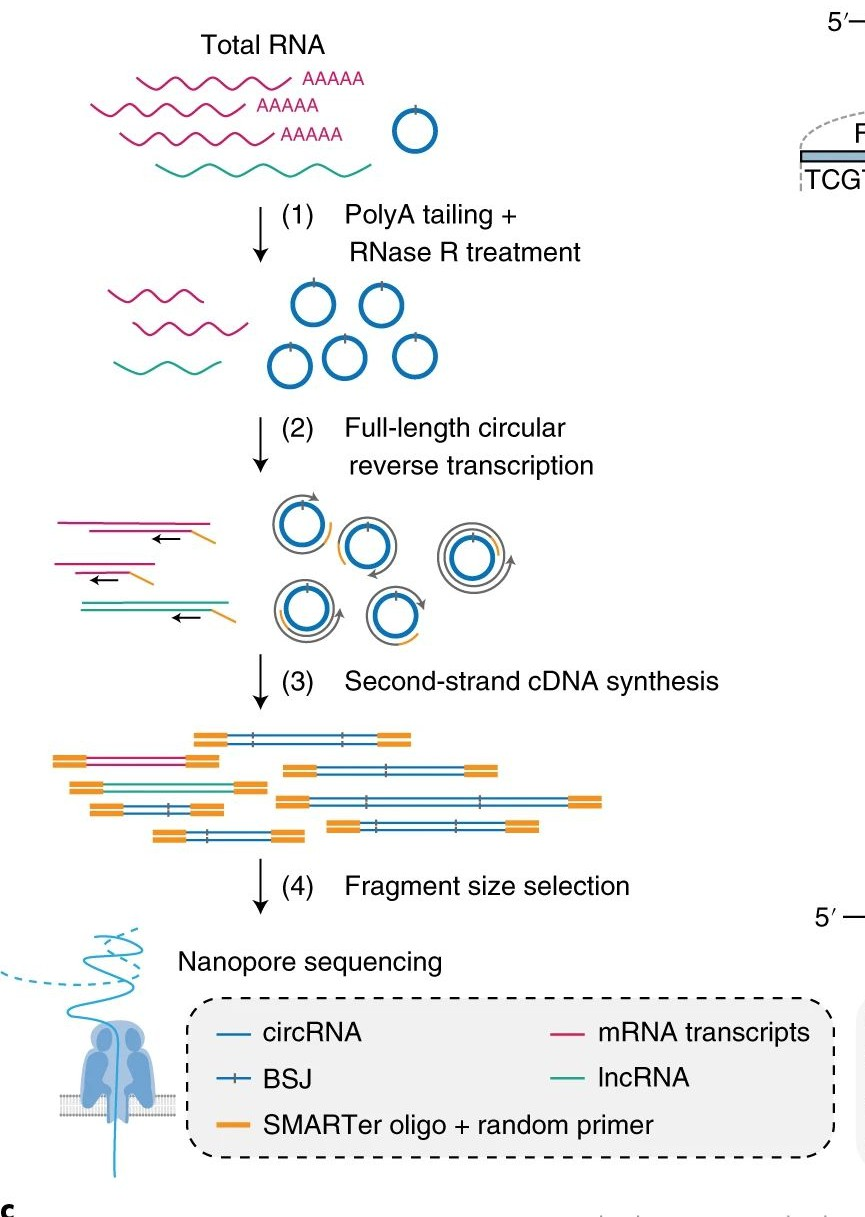 5′
Total RNA
AAAAA
AAAAA
AAAAA
TCGT
(1) PolyA tailing +
RNase R treatment
(2) Full-length circular
reverse transcription
(3) Second-strand cDNA synthesis
(4) Fragment size selection
5′
Nanopore sequencing
circRNA
mRNA transcripts
BSJ
lncRNA
SMARTer oligo + random primer
c